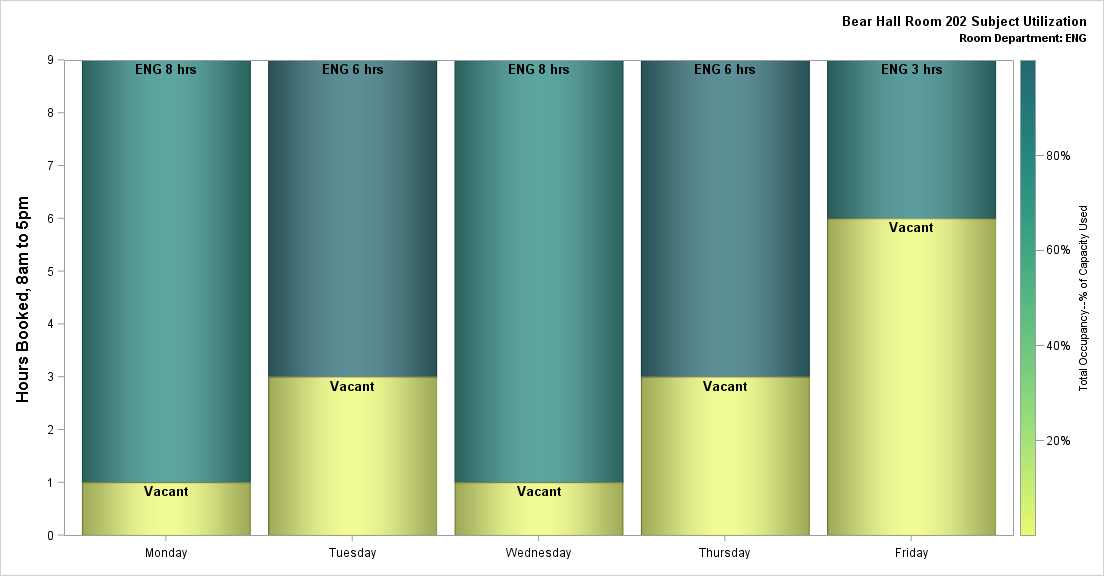 Bear Hall Room 202 Subject Utilization
Room Department: ENG
Hours Booked, 8am to 5pm
9
8
7
6
5
4
3
2
1
0
ENG 8 hrs
Vacant
ENG 6 hrs
Vacant
ENG 8 hrs
Vacant
ENG 6 hrs
Vacant
ENG 3 hrs
Vacant
Monday
Tuesday
Wednesday
Thursday
Friday
80%
60%
40%
20%
Total Occupancy--% of Capacity Used